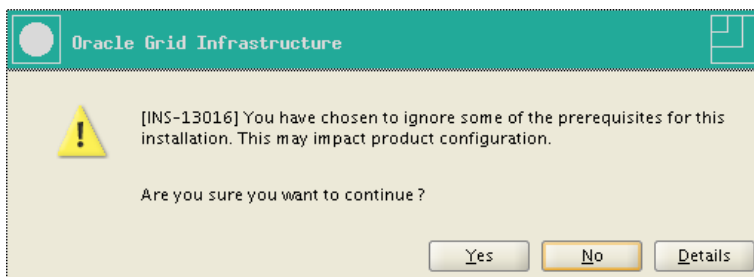 Oracle Grid Infrastructure
[INS-13016] You have chosen to ignore some of the prerequisites for this
installation. This may impact product configuration.
Are you sure you want to continue ?
Yes No Details